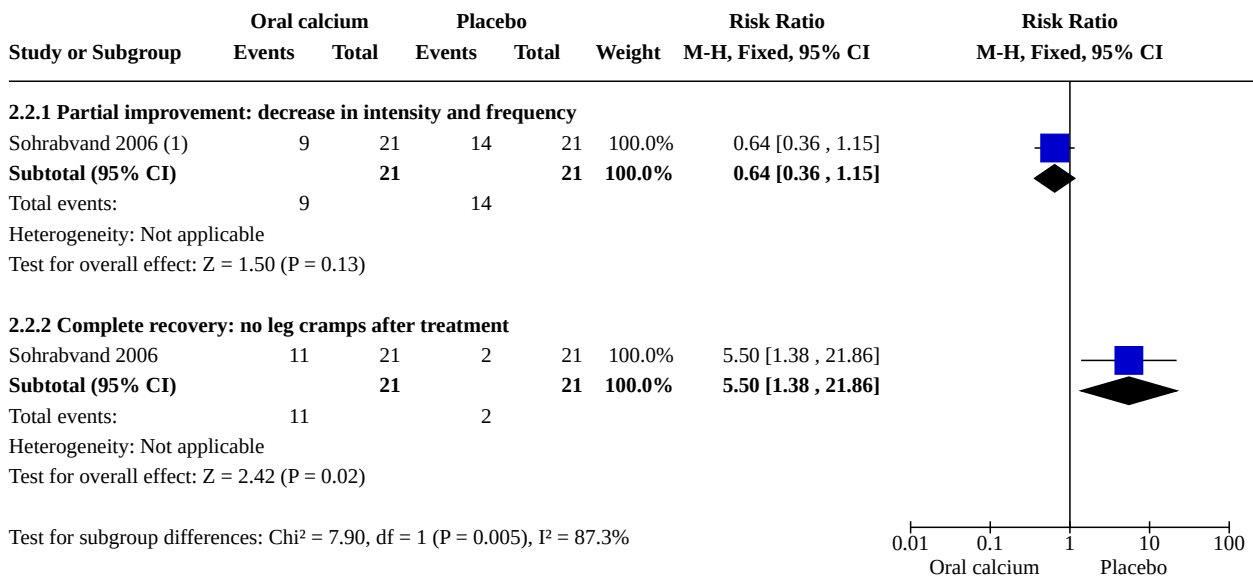 Oral calcium Placebo Risk Ratio Risk Ratio
Study or Subgroup Events Total Events Total Weight M-H, Fixed, 95% CI M-H, Fixed, 95% CI
2.2.1 Partial improvement: decrease in intensity and frequency
Sohrabvand 2006 (1) 9 21 14 21 100.0% 0.64 [0.36 , 1.15]
Subtotal (95% CI) 21 21 100.0% 0.64 [0.36 , 1.15]
Total events: 9 14
Heterogeneity: Not applicable
Test for overall effect: Z = 1.50 (P = 0.13)
2.2.2 Complete recovery: no leg cramps after treatment
Sohrabvand 2006 11 21 2 21 100.0% 5.50 [1.38 , 21.86]
Subtotal (95% CI) 21 21 100.0% 5.50 [1.38 , 21.86]
Total events: 11 2
Heterogeneity: Not applicable
Test for overall effect: Z = 2.42 (P = 0.02)
Test for subgroup differences: Chi² = 7.90, df = 1 (P = 0.005), I² = 87.3%
0.01 0.1 1 10 100
Oral calcium Placebo